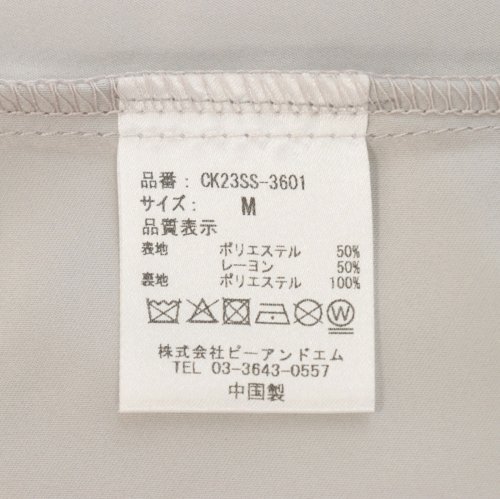 品番： CK23SS-3601
サイズ： M
品質表示
表地 ポリエステル 50%
レーヨン 50%
裏地 ポリエステル 100%
W
株式会社ビーアンドエム
TEL 03-3643-0557
中国製